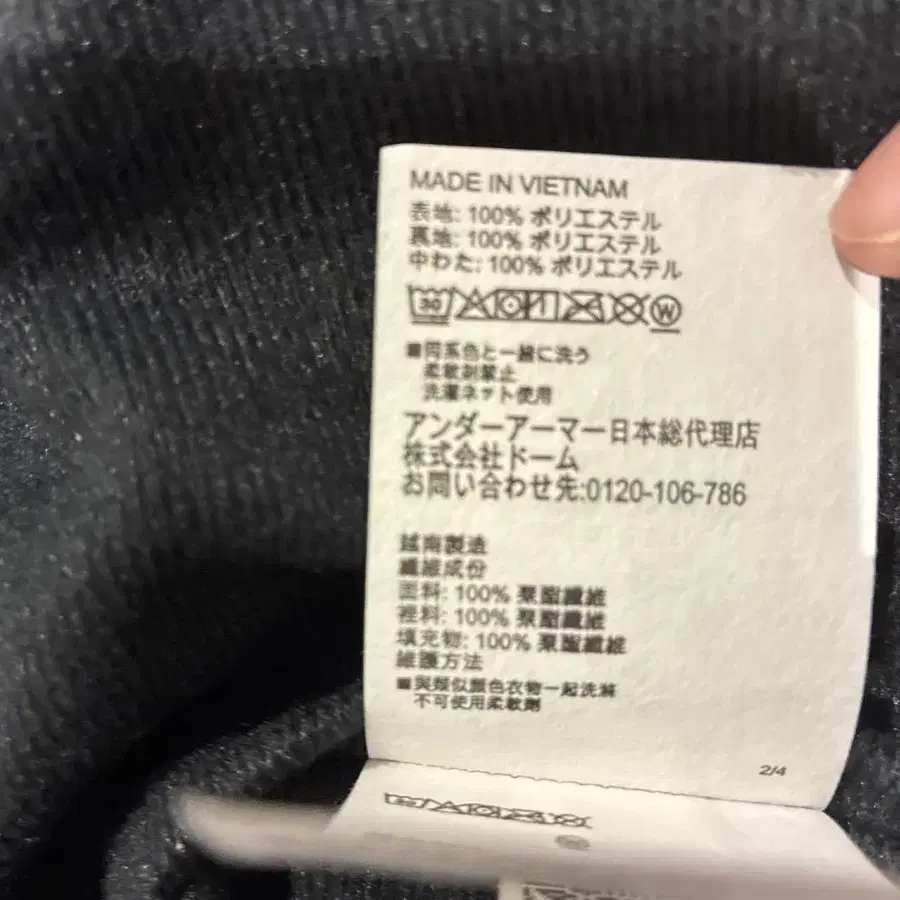 MADE IN VIETNAM
表地: 100% ポリエステル
裏地: 100% ポリエステル
中わた: 100% ポリエステル
30 W
■同系色と一緒に洗う
柔軟剤禁止
洗濯ネット使用
アンダーアーマー日本総代理店
株式会社ドーム
お問い合わせ先:0120-106-786
越南製造
纖維成份
面料: 100% 聚酯纖維
裡料: 100% 聚酯纖維
填充物: 100% 聚酯纖維
維護方法
■與類似顏色衣物一起洗滌
不可使用柔軟劑
2/4